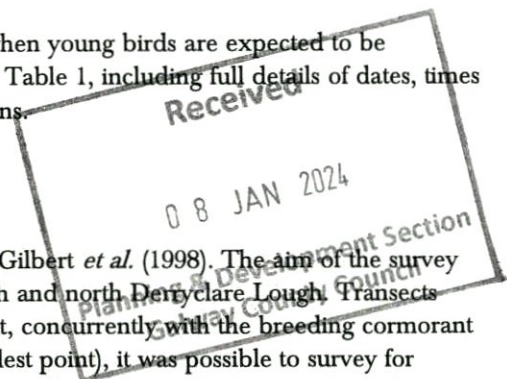 hen young birds are expected to be
Table 1, including full details of dates, times
ns.
Received
0 8 JAN 2024
Gilbert et al. (1998). The aim of the survey
Planning & Development Section
h and north Derryclare Lough. Transects
Galway County Council
t, concurrently with the breeding cormorant
lest point), it was possible to survey for